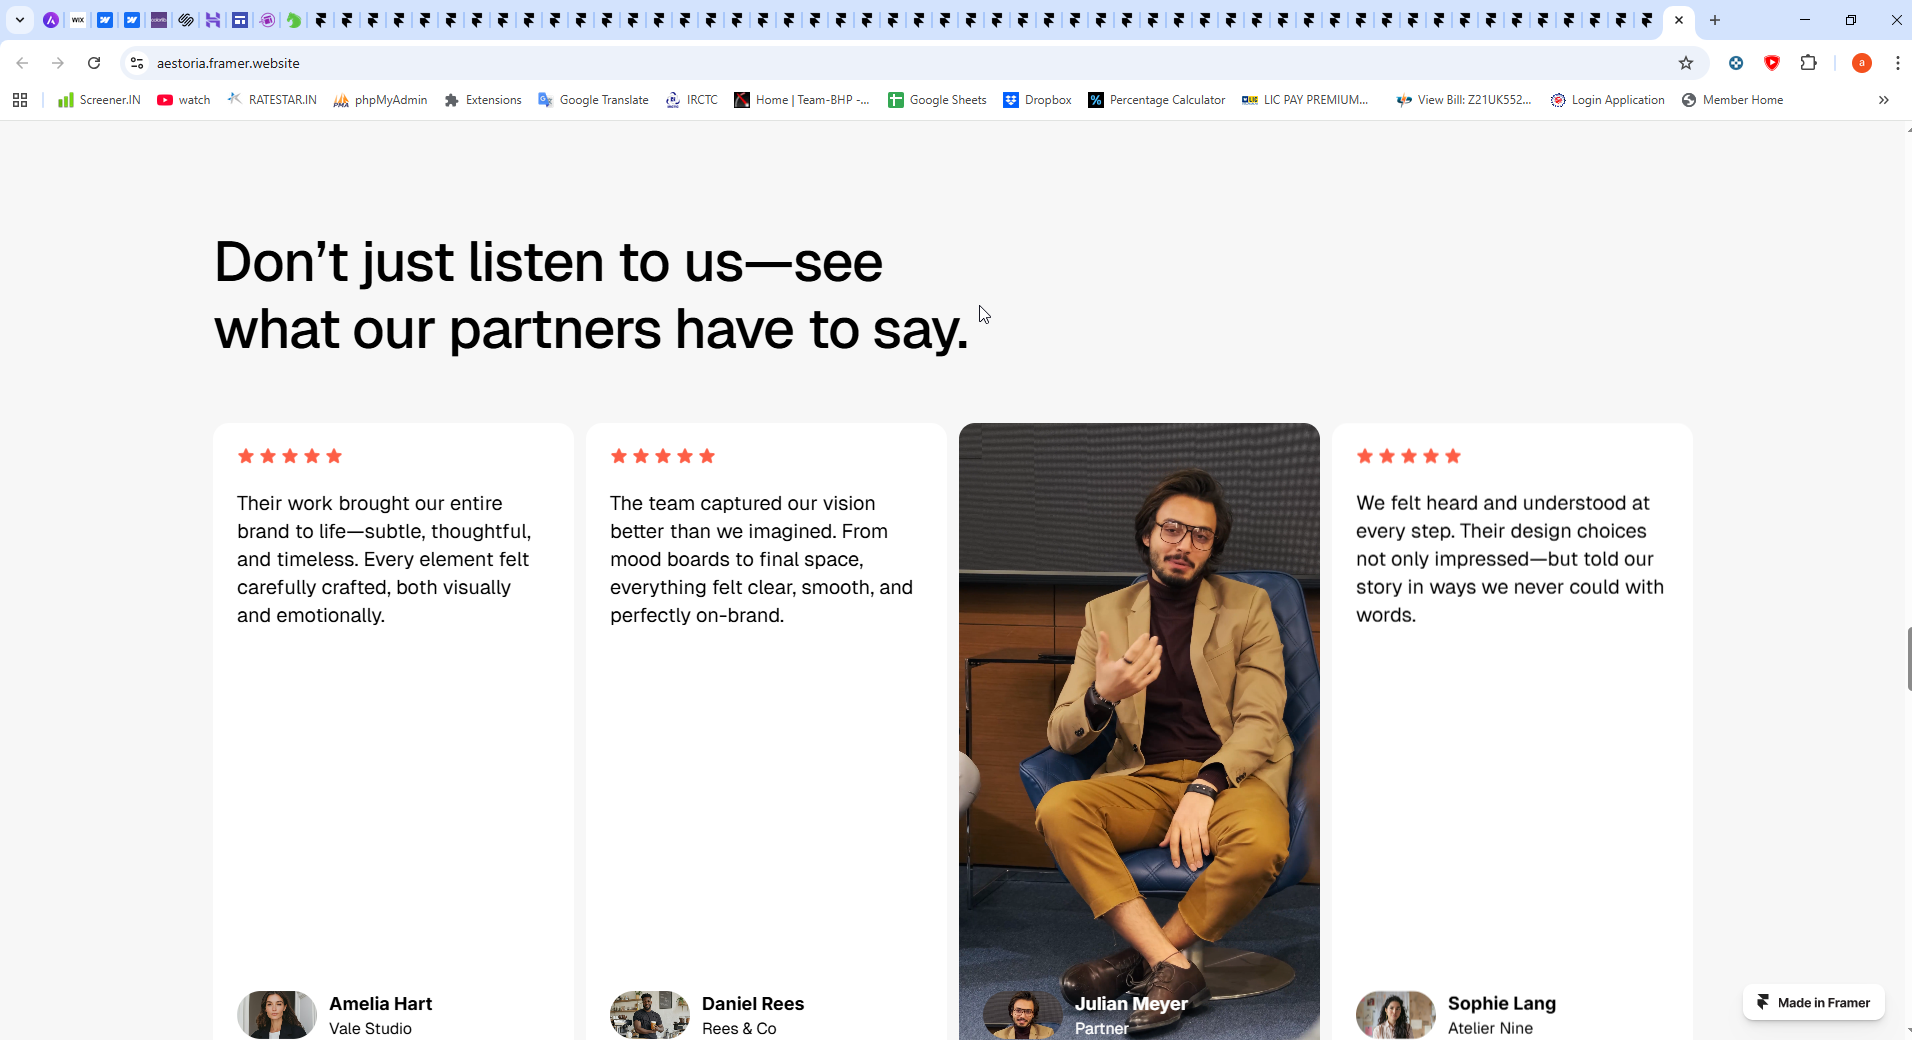 WIX
aestoria.framer.website
a
Screener.IN
watch
RATESTAR.IN
phpMyAdmin
Extensions
Google Translate
IRCTC
Home | Team-BHP -...
Google Sheets
Dropbox
Percentage Calculator
LIC PAY PREMIUM...
View Bill: Z21UK552...
Login Application
Member Home
Don’t just listen to us—see
what our partners have to say.
Their work brought our entire
brand to life—subtle, thoughtful,
and timeless. Every element felt
carefully crafted, both visually
and emotionally.
Amelia Hart
Vale Studio
The team captured our vision
better than we imagined. From
mood boards to final space,
everything felt clear, smooth, and
perfectly on-brand.
Daniel Rees
Rees & Co
Julian Meyer
Partner
We felt heard and understood at
every step. Their design choices
not only impressed—but told our
story in ways we never could with
words.
Sophie Lang
Atelier Nine
Made in Framer